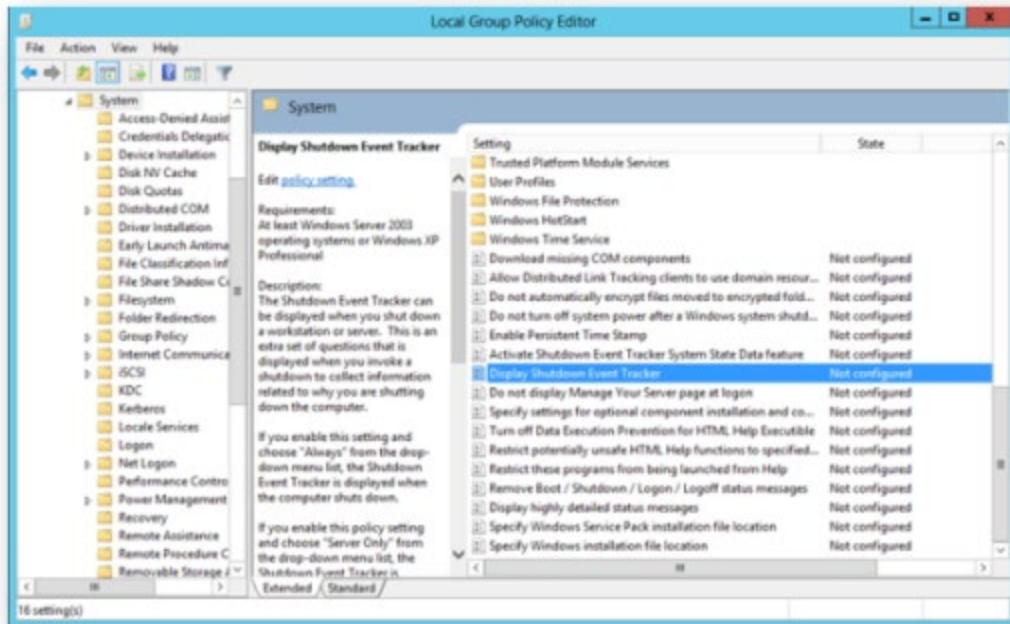 Local Group Policy Editor
File Action View Help
System
Access-Denied Assist
Credentials Delegatic
Device Installation
Disk NV Cache
Disk Quotas
Distributed COM
Driver Installation
Early Launch Antima
File Classification Inf
File Share Shadow Co
Filesystem
Folder Redirection
Group Policy
Internet Communica
iSCSI
KDC
Kerberos
Locale Services
Logon
Net Logon
Performance Contro
Power Management
Recovery
Remote Assistance
Remote Procedure C
Removable Storage A
System
Display Shutdown Event Tracker
Edit policy setting.
Requirements:
At least Windows Server 2003
operating systems or Windows XP
Professional
Description:
The Shutdown Event Tracker can
be displayed when you shut down
a workstation or server. This is an
extra set of questions that is
displayed when you invoke a
shutdown to collect information
related to why you are shutting
down the computer.
If you enable this setting and
choose "Always" from the drop-
down menu list, the Shutdown
Event Tracker is displayed when
the computer shuts down.
If you enable this policy setting
and choose "Server Only" from
the drop-down menu list, the
Shutdown Event Tracker is
Setting State
Trusted Platform Module Services
User Profiles
Windows File Protection
Windows HotStart
Windows Time Service
Download missing COM components Not configured
Allow Distributed Link Tracking clients to use domain resour... Not configured
Do not automatically encrypt files moved to encrypted fold... Not configured
Do not turn off system power after a Windows system shutd... Not configured
Enable Persistent Time Stamp Not configured
Activate Shutdown Event Tracker System State Data feature Not configured
Display Shutdown Event Tracker Not configured
Do not display Manage Your Server page at logon Not configured
Specify settings for optional component installation and co... Not configured
Turn off Data Execution Prevention for HTML Help Executible Not configured
Restrict potentially unsafe HTML Help functions to specified... Not configured
Restrict these programs from being launched from Help Not configured
Remove Boot / Shutdown / Logon / Logoff status messages Not configured
Display highly detailed status messages Not configured
Specify Windows Service Pack installation file location Not configured
Specify Windows installation file location Not configured
Extended Standard
16 setting(s)